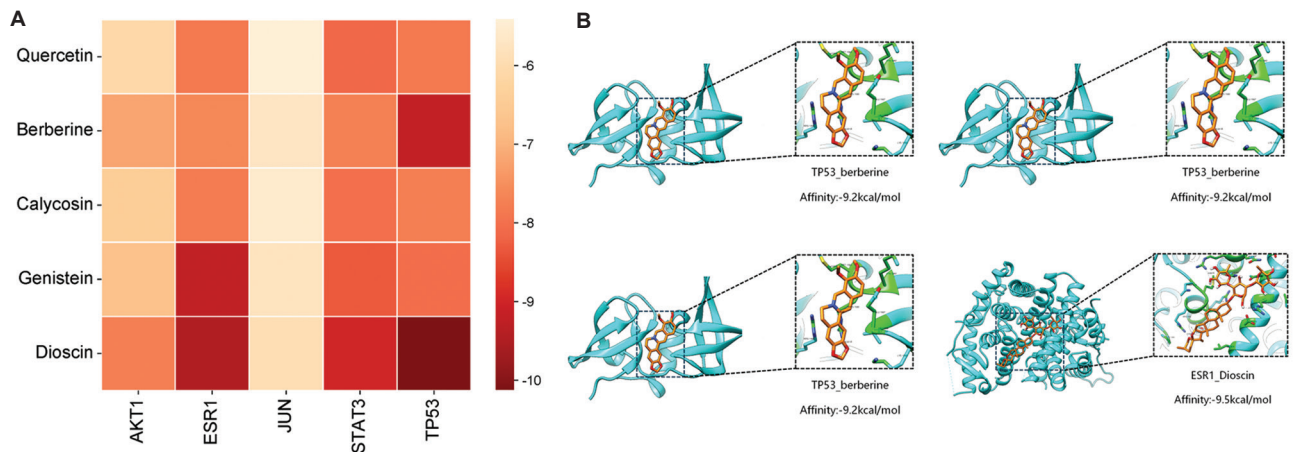 A
Quercetin
Berberine
Calycosin
Genistein
Dioscin
AKT1
ESR1
JUN
STAT3
TP53
-6
-7
-8
-9
-10
B
TP53_berberine
Affinity:-9.2kcal/mol
TP53_berberine
Affinity:-9.2kcal/mol
TP53_berberine
Affinity:-9.2kcal/mol
ESR1_Dioscin
Affinity:-9.5kcal/mol